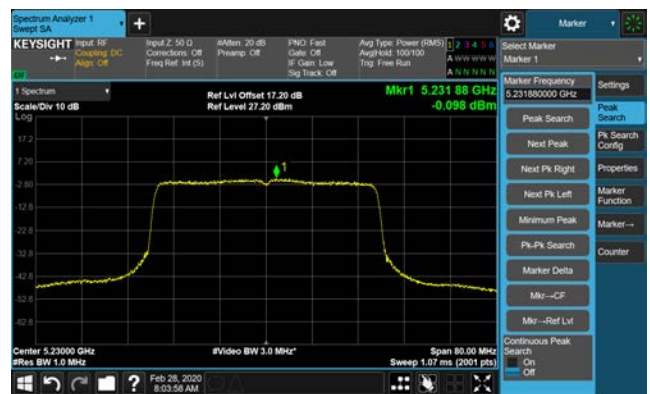 Spectrum Analyzer 1
Swept SA
Marker
KEYSIGHT
Input: RF
Coupling: DC
Align: Off
Input Z: 50 Ω
Corrections: Off
Freq Ref: Int (S)
#Atten: 20 dB
Preamp: Off
PNO: Fast
Gate: Off
IF Gain: Low
Sig Track: Off
Avg Type: Power (RMS)
Avg|Hold: 100/100
Trig: Free Run
1 2 3 4 5 6
A W W W W W
A N N N N N
Select Marker
Marker 1
1 Spectrum
Scale/Div 10 dB
Log
Ref Lvl Offset 17.20 dB
Ref Level 27.20 dBm
Mkr1 5.231 88 GHz
-0.098 dBm
17.2
7.20
-2.80
-12.8
-22.8
-32.8
-42.8
-52.8
-62.8
1
Center 5.23000 GHz
#Res BW 1.0 MHz
#Video BW 3.0 MHz*
Span 80.00 MHz
Sweep 1.07 ms (2001 pts)
Feb 28, 2020
8:03:58 AM
?
Marker Frequency
5.231880000 GHz
Peak Search
Next Peak
Next Pk Right
Next Pk Left
Minimum Peak
Pk-Pk Search
Marker Delta
Mkr→CF
Mkr→Ref Lvl
Continuous Peak
Search
On
Off
Settings
Peak
Search
Pk Search
Config
Properties
Marker
Function
Marker→
Counter